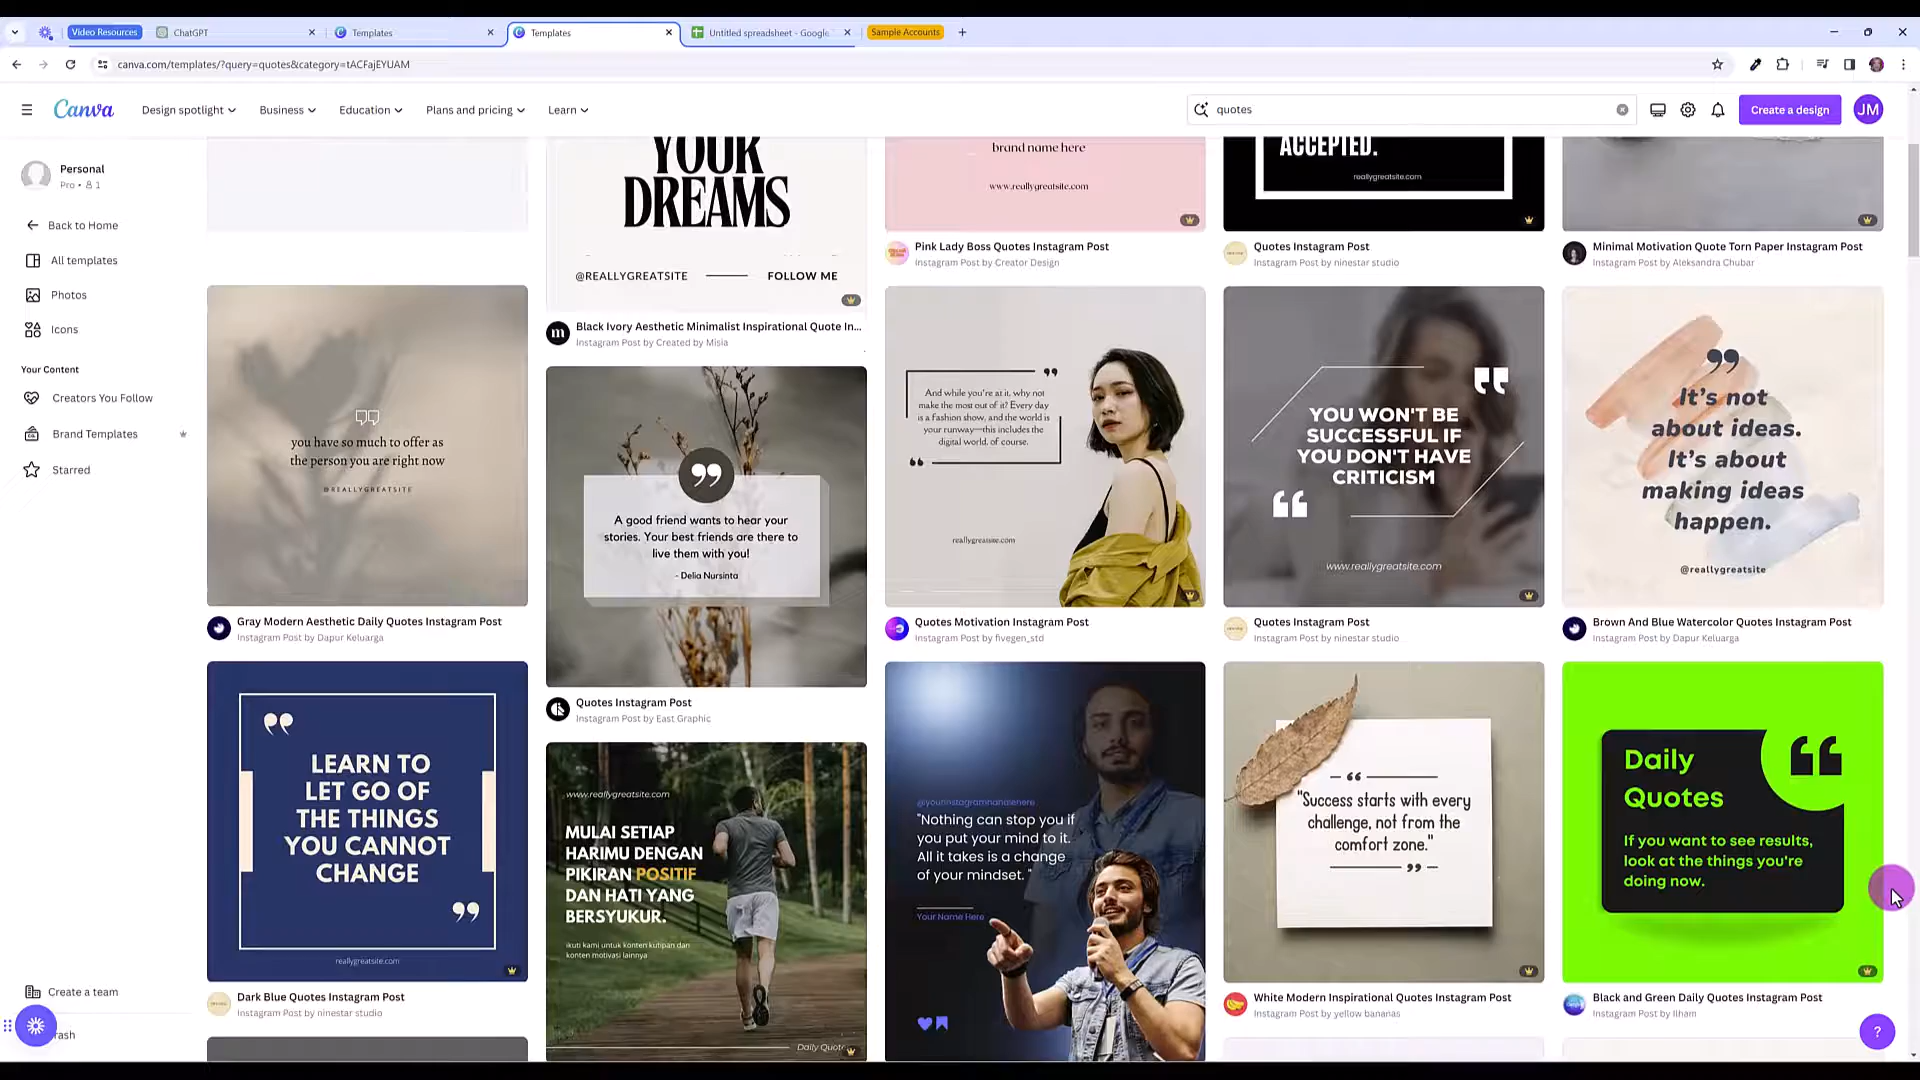 Video Resources
ChatGPT
Templates
Templates
Untitled spreadsheet - Google
Sample Accounts
canva.com/templates/?query=quotes&category=tACFajEYUAM
Canva
Design spotlight
Business
Education
Plans and pricing
Learn
quotes
Create a design
JM
Personal
Pro • 1
Back to Home
All templates
Photos
Icons
Your Content
Creators You Follow
Brand Templates
Starred
Create a team
rash
you have so much to offer as
the person you are right now
@REALLYGREATSITE
Gray Modern Aesthetic Daily Quotes Instagram Post
Instagram Post by Dapur Keluarga
LEARN TO
LET GO OF
THE THINGS
YOU CANNOT
CHANGE
reallygreatsite.com
Dark Blue Quotes Instagram Post
Instagram Post by ninestar studio
YOUR
DREAMS
@REALLYGREATSITE
FOLLOW ME
m
Black Ivory Aesthetic Minimalist Inspirational Quote In...
Instagram Post by Created by Misia
A good friend wants to hear your
stories. Your best friends are there to
live them with you!
- Delia Nursinta
Quotes Instagram Post
Instagram Post by East Graphic
www.reallygreatsite.com
MULAI SETIAP
HARIMU DENGAN
PIKIRAN POSITIF
DAN HATI YANG
BERSYUKUR.
ikuti kami untuk konten kutipan dan
konten motivasi lainnya
Daily Quot
brand name here
www.reallygreatsite.com
Pink Lady Boss Quotes Instagram Post
Instagram Post by Creator Design
And while you're at it, why not
make the most out of it? Every day
is a fashion show, and the world is
your runway—this includes the
digital world, of course.
reallygreatsite.com
Quotes Motivation Instagram Post
Instagram Post by fivegen_std
@yourinstagramhandlehere
"Nothing can stop you if
you put your mind to it.
All it takes is a change
of your mindset. "
Your Name Here
ACCEPTED.
reallygreatsite.com
Quotes Instagram Post
Instagram Post by ninestar studio
YOU WON'T BE
SUCCESSFUL IF
YOU DON'T HAVE
CRITICISM
www.reallygreatsite.com
Quotes Instagram Post
Instagram Post by ninestar studio
"Success starts with every
challenge, not from the
comfort zone."
White Modern Inspirational Quotes Instagram Post
Instagram Post by yellow bananas
Minimal Motivation Quote Torn Paper Instagram Post
Instagram Post by Aleksandra Chubar
It's not
about ideas.
It's about
making ideas
happen.
@reallygreatsite
Brown And Blue Watercolor Quotes Instagram Post
Instagram Post by Dapur Keluarga
Daily
Quotes
If you want to see results,
look at the things you're
doing now.
Black and Green Daily Quotes Instagram Post
Instagram Post by Ilham
?